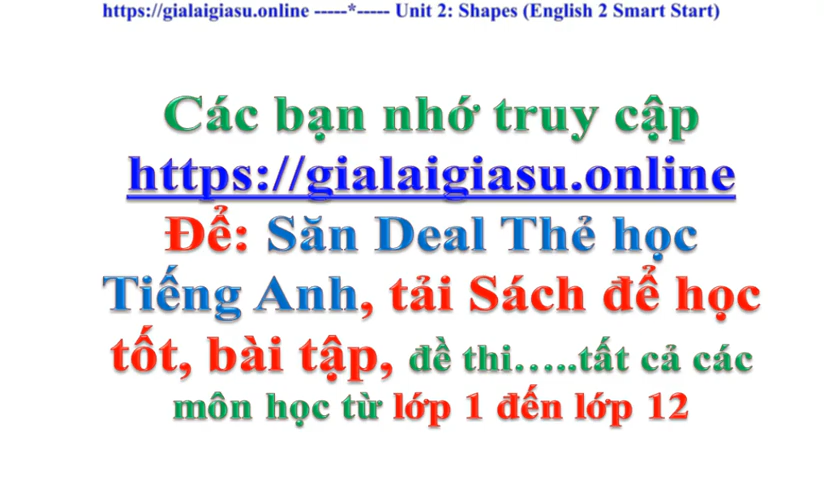 https://gialaigiasu.online -----*----- Unit 2: Shapes (English 2 Smart Start)
Các bạn nhớ truy cập
https://gialaigiasu.online
Để: Săn Deal Thẻ học
Tiếng Anh, tải Sách để học
tốt, bài tập, đề thi…..tất cả các
môn học từ lớp 1 đến lớp 12